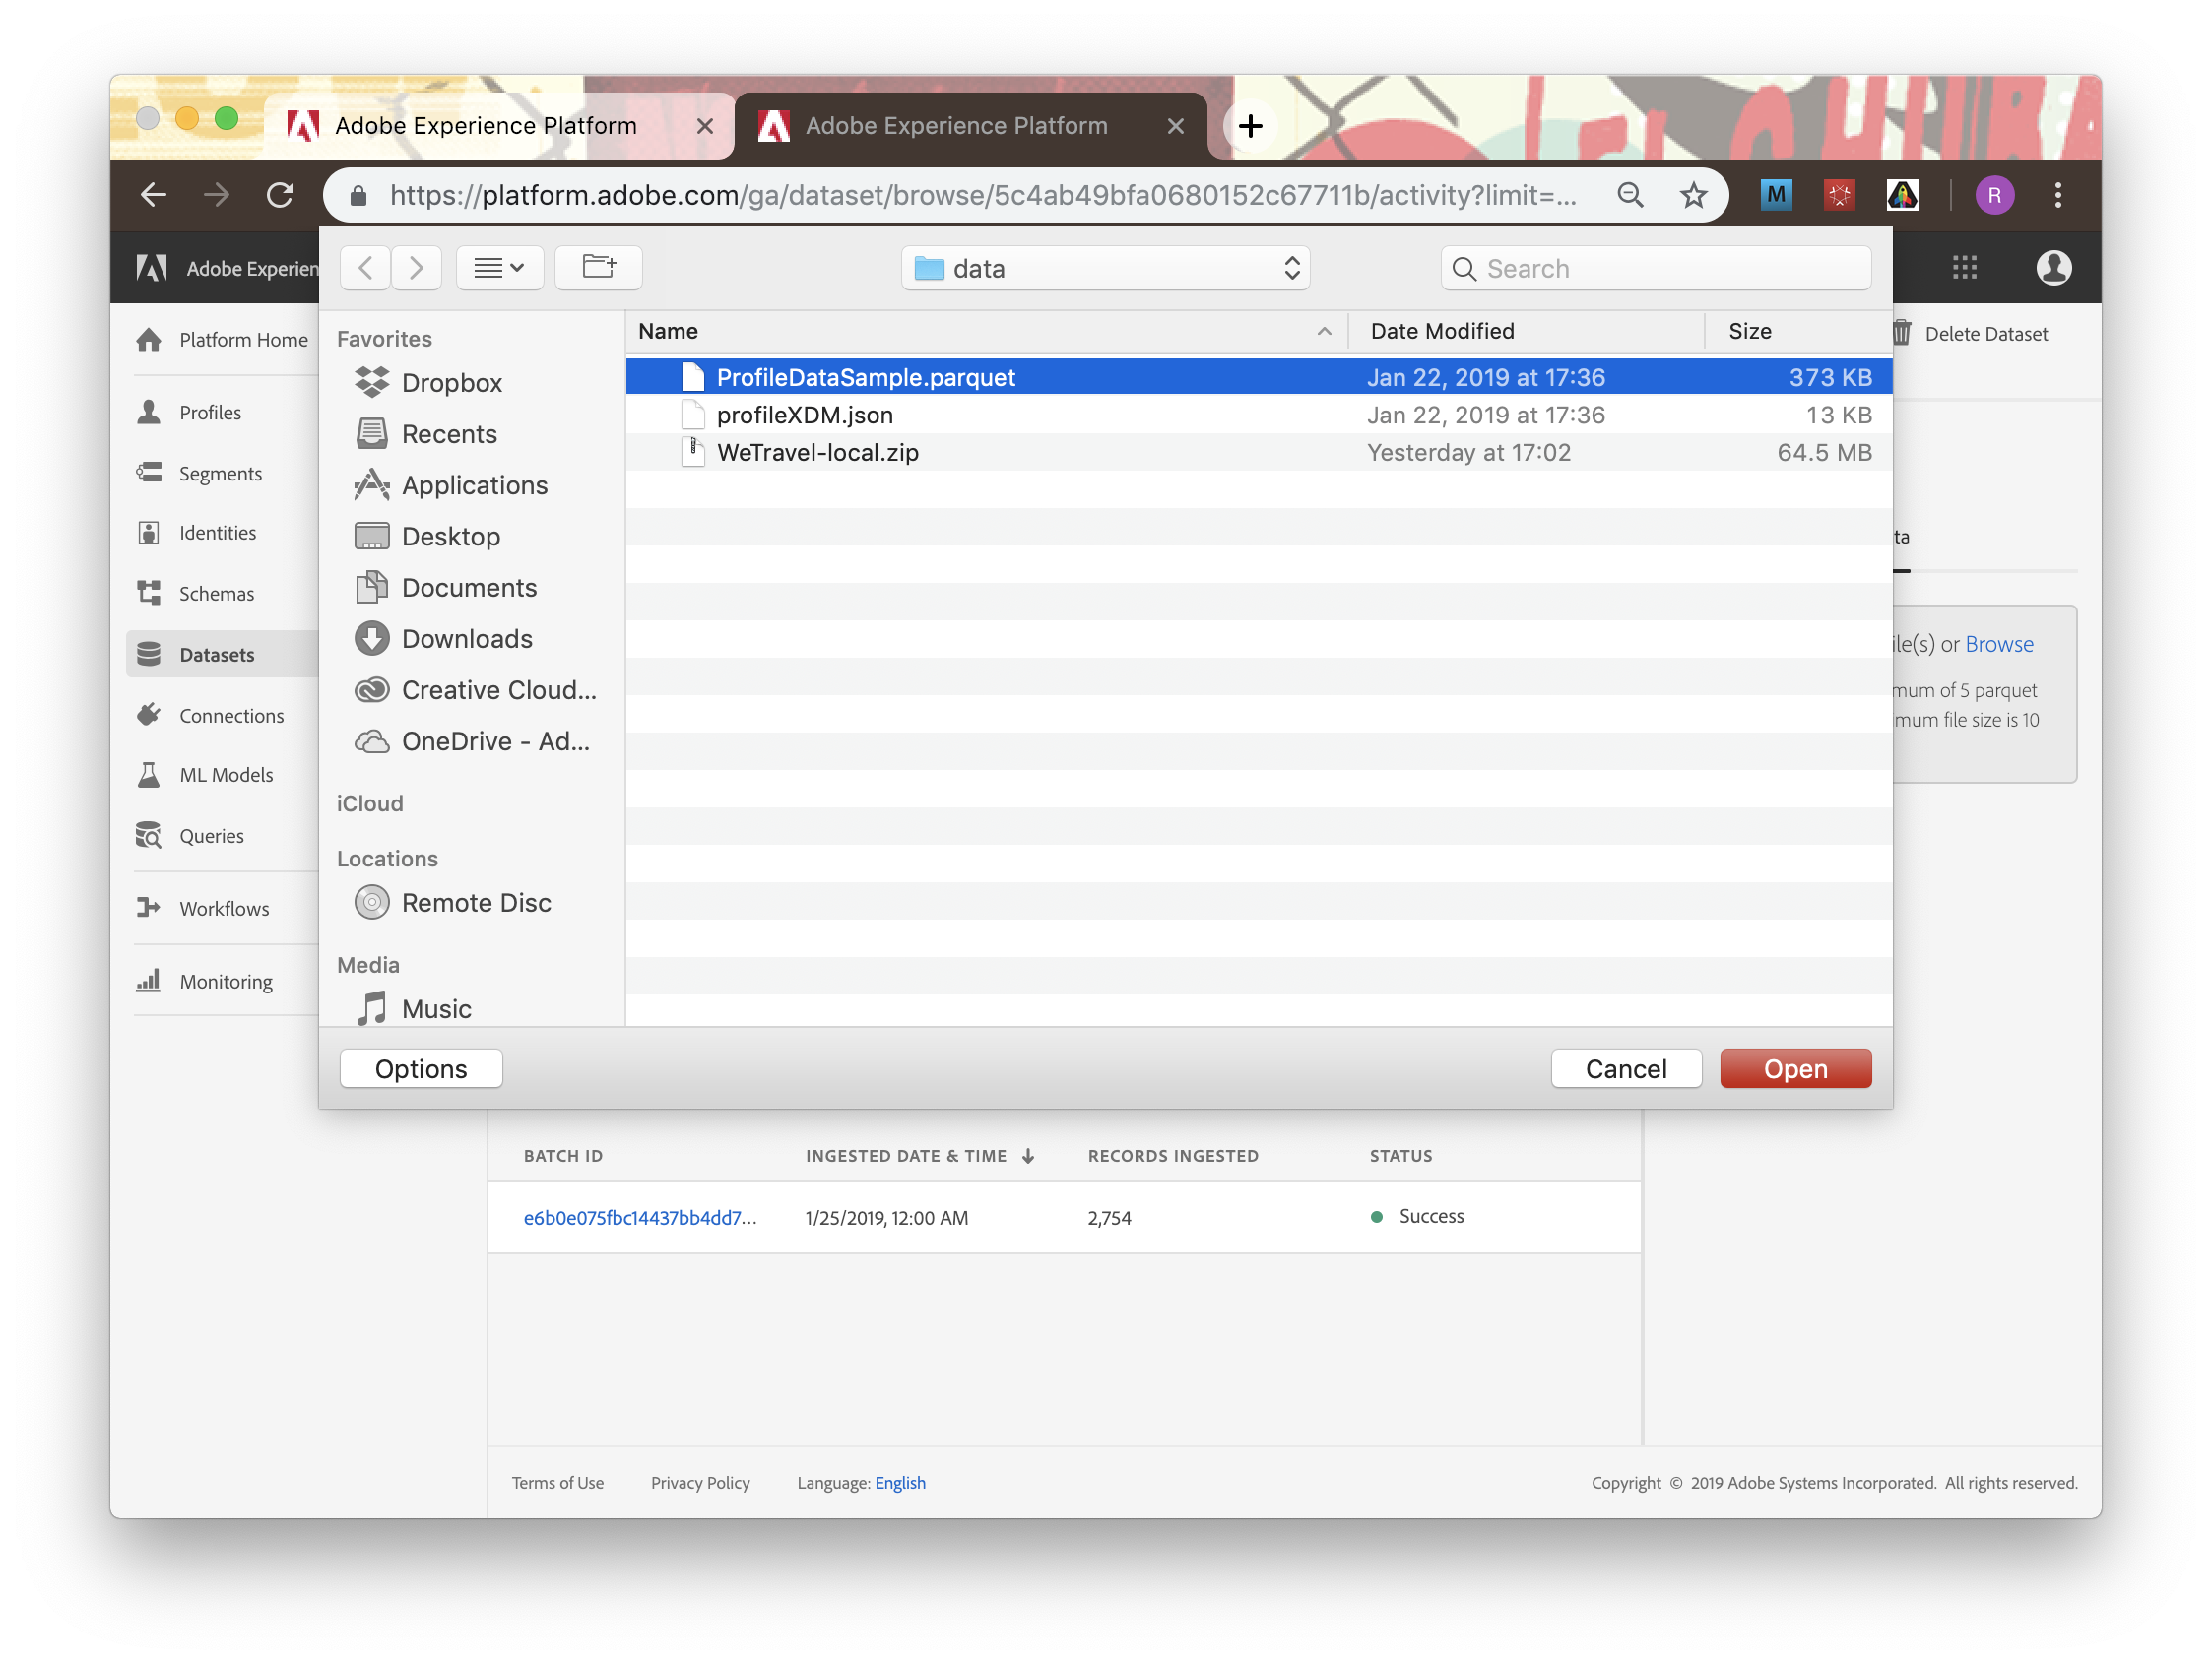 Adobe Experience Platform
Adobe Experience Platform
https://platform.adobe.com/ga/dataset/browse/5c4ab49bfa0680152c67711b/activity?limit=...
M
R
Adobe Experien
data
Search
Platform Home
Profiles
Segments
Identities
Schemas
Datasets
Connections
ML Models
Queries
Workflows
Monitoring
Favorites
Dropbox
Recents
Applications
Desktop
Documents
Downloads
Creative Cloud...
OneDrive - Ad...
iCloud
Locations
Remote Disc
Media
Music
Name Date Modified Size
ProfileDataSample.parquet Jan 22, 2019 at 17:36 373 KB
profileXDM.json Jan 22, 2019 at 17:36 13 KB
WeTravel-local.zip Yesterday at 17:02 64.5 MB
Options Cancel Open
Delete Dataset
ta
ile(s) or Browse
mum of 5 parquet
mum file size is 10
BATCH ID INGESTED DATE & TIME RECORDS INGESTED STATUS
e6b0e075fbc14437bb4dd7... 1/25/2019, 12:00 AM 2,754 Success
Terms of Use Privacy Policy Language: English Copyright © 2019 Adobe Systems Incorporated. All rights reserved.